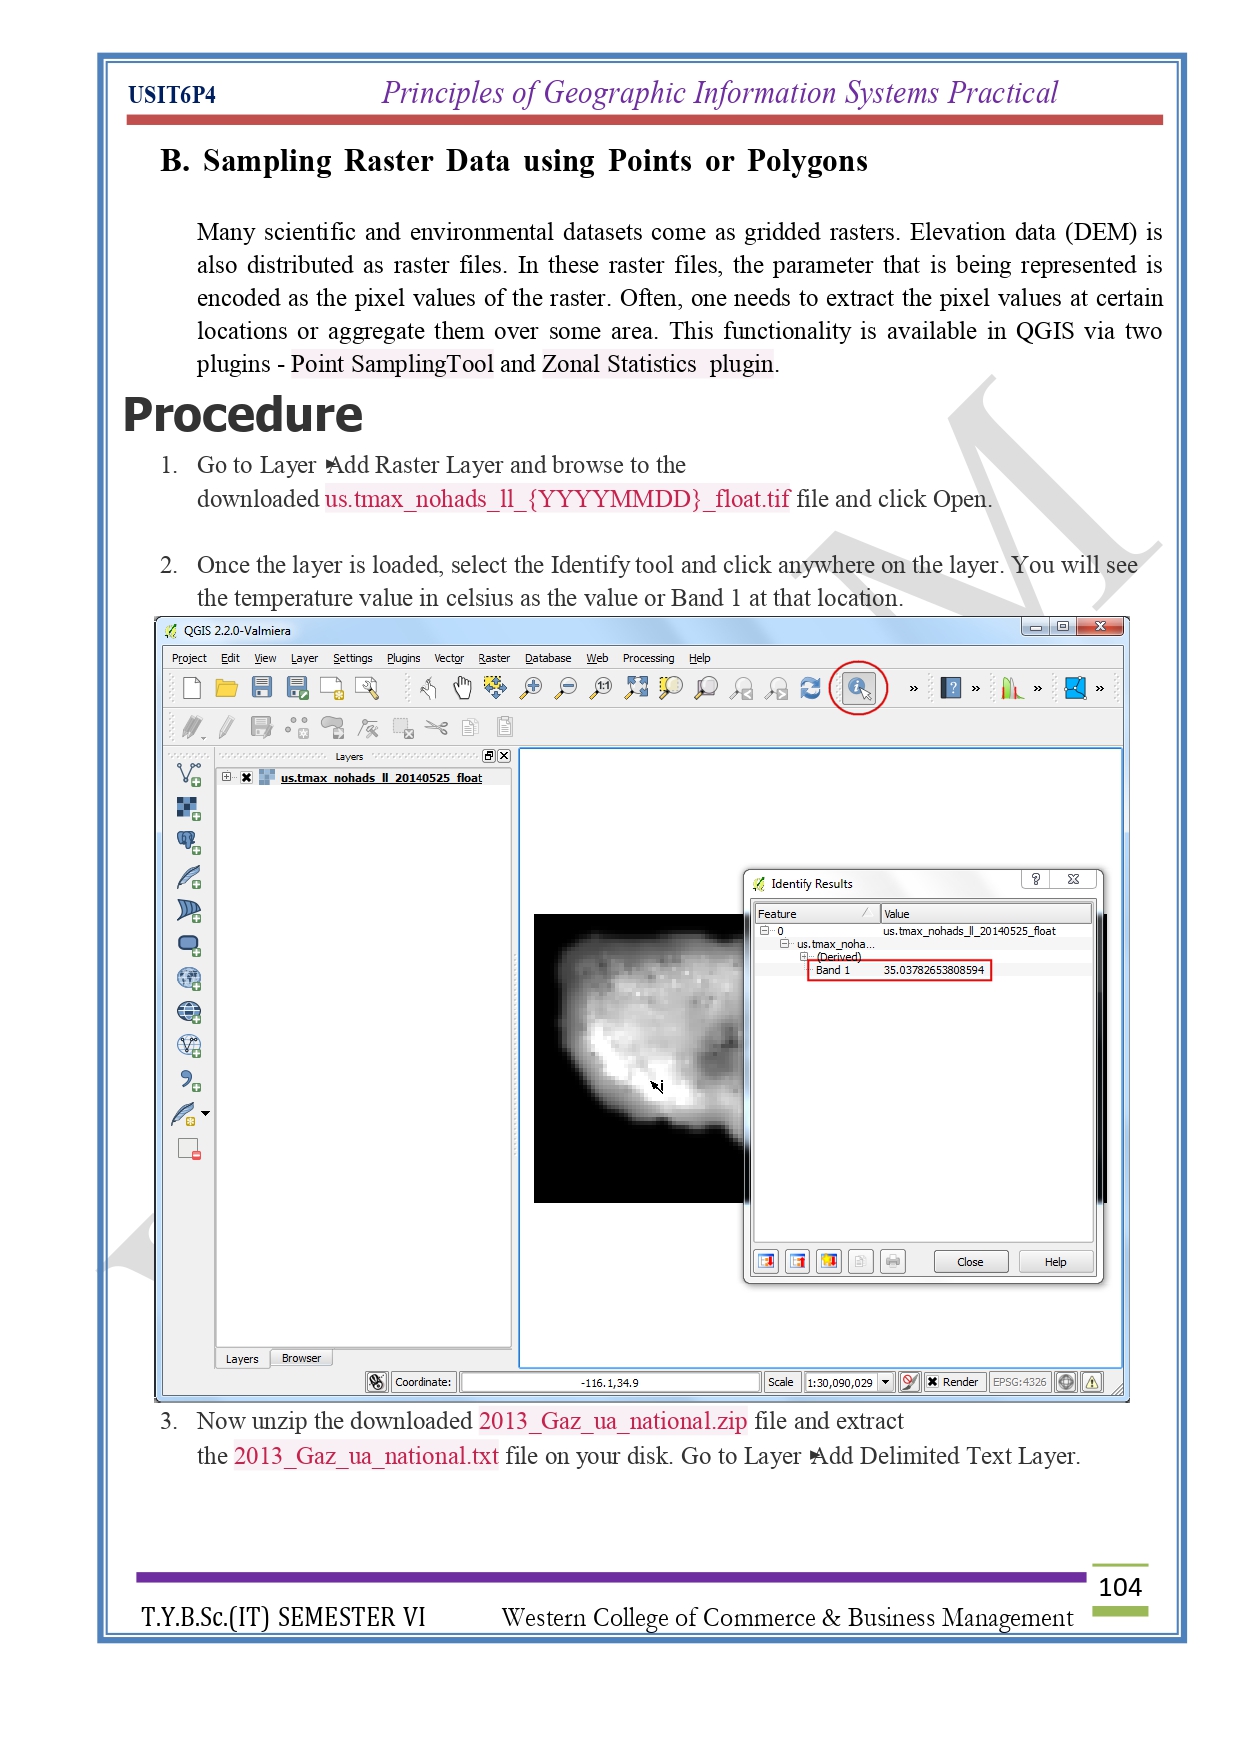 USIT6P4 Principles of Geographic Information Systems Practical
B. Sampling Raster Data using Points or Polygons
Many scientific and environmental datasets come as gridded rasters. Elevation data (DEM) is
also distributed as raster files. In these raster files, the parameter that is being represented is
encoded as the pixel values of the raster. Often, one needs to extract the pixel values at certain
locations or aggregate them over some area. This functionality is available in QGIS via two
plugins - Point SamplingTool and Zonal Statistics plugin.
Procedure
1. Go to Layer ▸Add Raster Layer and browse to the
downloaded us.tmax_nohads_ll_{YYYYMMDD}_float.tif file and click Open.
2. Once the layer is loaded, select the Identify tool and click anywhere on the layer. You will see
the temperature value in celsius as the value or Band 1 at that location.
QGIS 2.2.0-Valmiera
Project Edit View Layer Settings Plugins Vector Raster Database Web Processing Help
Layers
us.tmax_nohads_ll_20140525_float
Identify Results
Feature Value
0 us.tmax_nohads_ll_20140525_float
us.tmax_noha...
(Derived)
Band 1 35.03782653808594
Close Help
Layers Browser
Coordinate: -116.1,34.9 Scale 1:30,090,029 Render EPSG:4326
3. Now unzip the downloaded 2013_Gaz_ua_national.zip file and extract
the 2013_Gaz_ua_national.txt file on your disk. Go to Layer ▸Add Delimited Text Layer.
104
T.Y.B.Sc.(IT) SEMESTER VI Western College of Commerce & Business Management